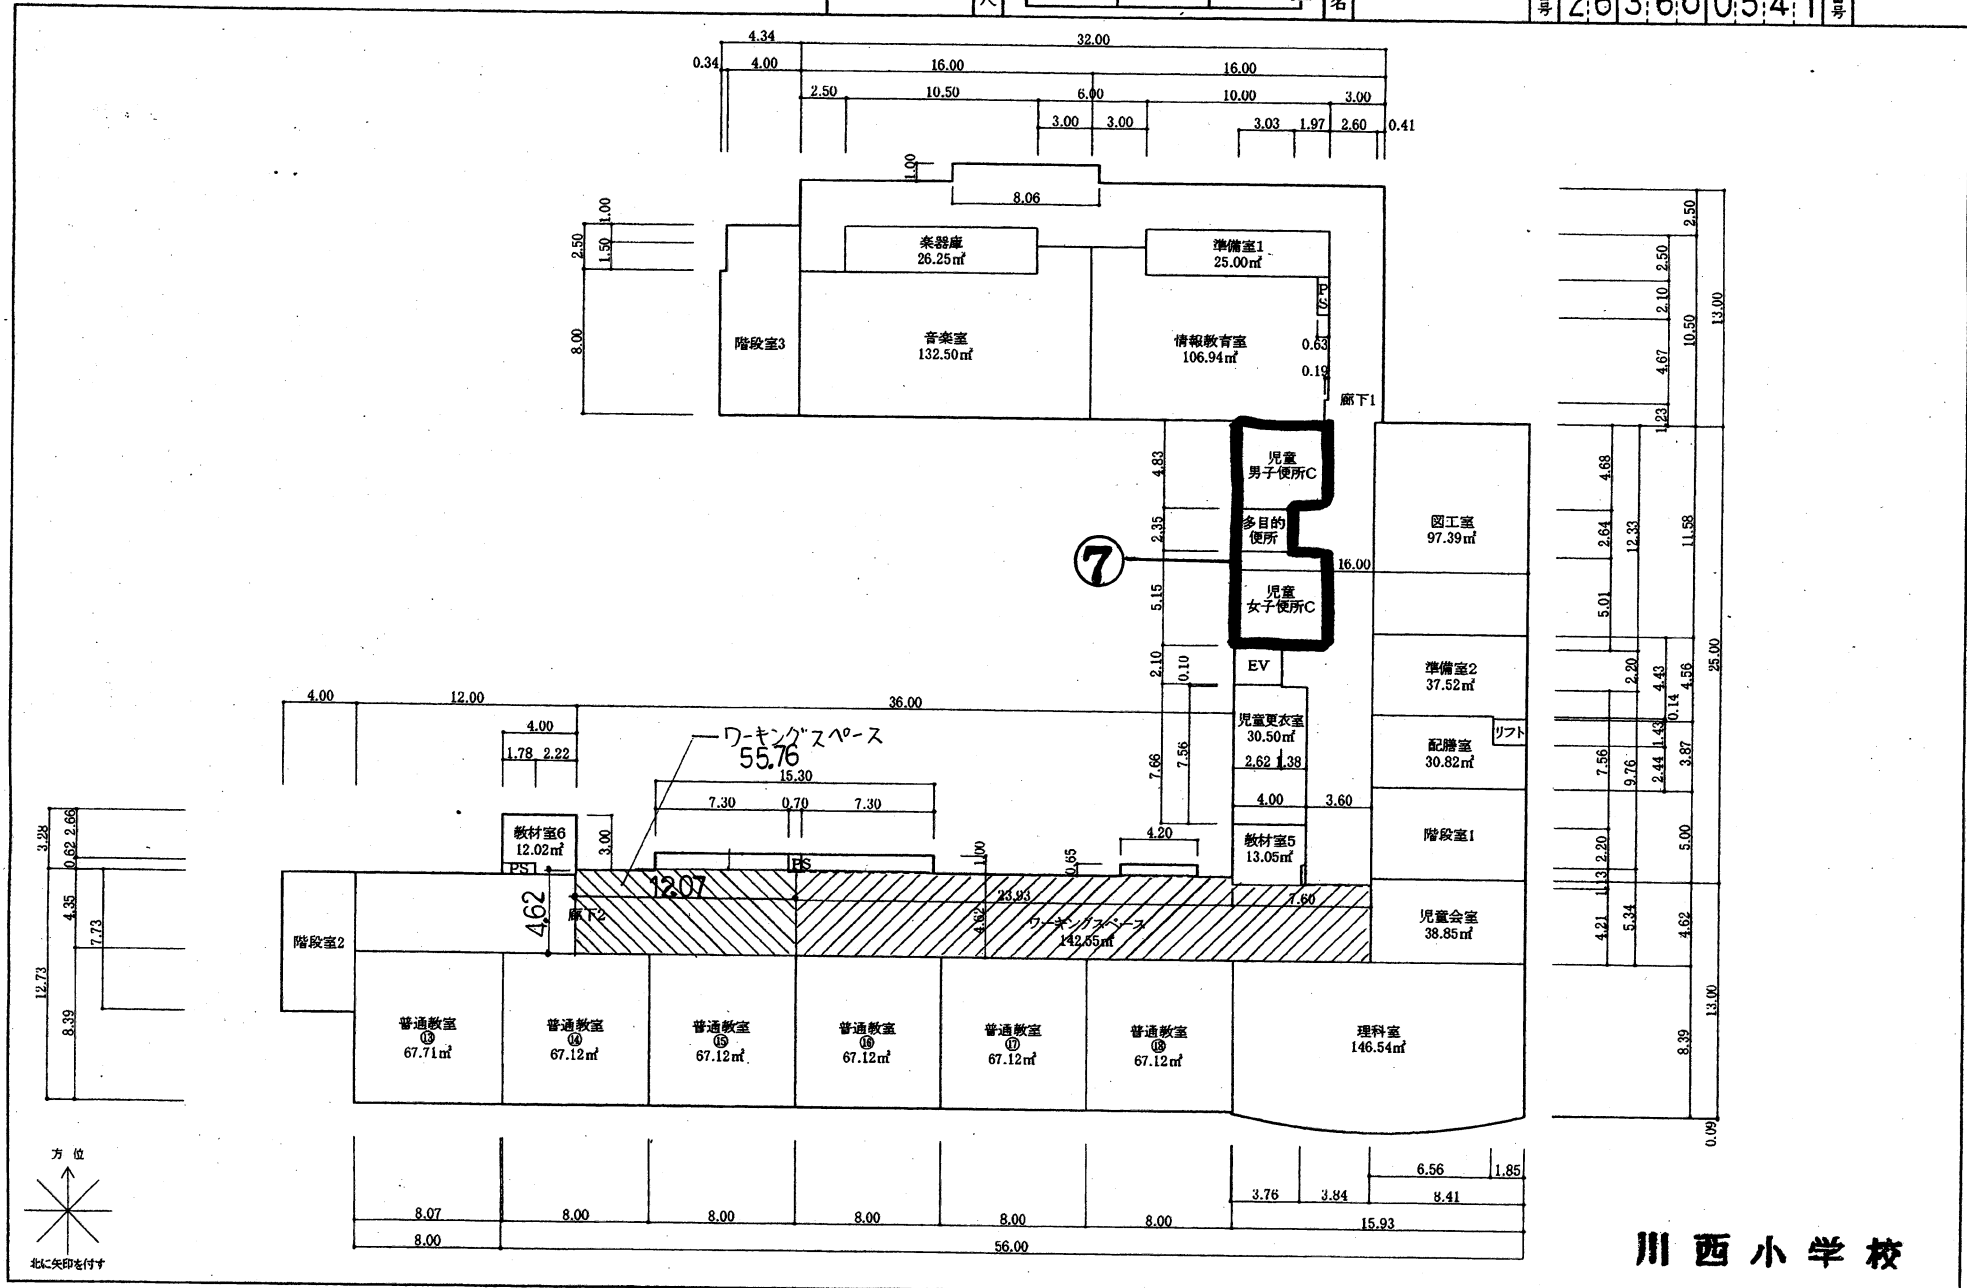 名
号 263600541 号
4.34 32.00
0.34 4.00 16.00 16.00
2.50 10.50 6.00 10.00 3.00
3.00 3.00 3.03 1.97 2.60 0.41
1.00
8.06
楽器庫
26.25㎡
準備室1
25.00㎡
PS
階段室3
音楽室
132.50㎡
情報教育室
106.94㎡
0.63
0.19
廊下1
2.50
1.00
1.50
8.00
児童
男子便所C
多目的
便所
児童
女子便所C
⑦
4.83
2.35
5.15
2.10
0.10
7.66
7.56
16.00
図工室
97.39㎡
準備室2
37.52㎡
配膳室
30.82㎡
リフト
階段室1
児童会室
38.85㎡
EV
児童更衣室
30.50㎡
2.62 1.38
4.00 3.60
教材室5
13.05㎡
2.50
2.50
2.10
10.50
13.00
4.67
1.23
4.68
2.64
12.33
11.58
5.01
25.00
2.20
4.43
4.56
0.14
1.43
7.56
9.76
2.44
3.87
2.20
5.00
1.13
4.21
5.34
4.62
8.39
13.00
0.09
4.00 12.00 36.00
4.00
1.78 2.22
ワーキングスペース
55.76
15.30
7.30 0.70 7.30
4.20
教材室6
12.02㎡
PS
3.00
PS
1.00
0.65
3.28
0.62 2.66
4.35
7.73
12.73
8.39
12.07
4.62
廊下2
23.93
7.60
4.62
ワーキングスペース
142.55㎡
階段室2
普通教室
⑬
67.71㎡
普通教室
⑭
67.12㎡
普通教室
⑮
67.12㎡
普通教室
⑯
67.12㎡
普通教室
⑰
67.12㎡
普通教室
⑱
67.12㎡
理科室
146.54㎡
方位
北に矢印を付す
6.56 1.85
3.76 3.84 8.41
8.07 8.00 8.00 8.00 8.00 8.00 15.93
8.00 56.00
川西小学校